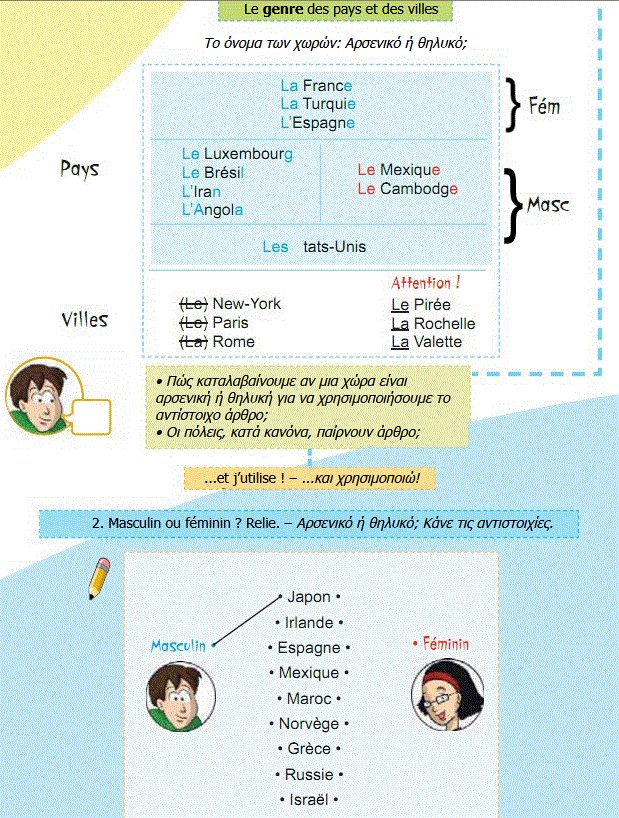 Le genre des pays et des villes
Το όνομα των χωρών: Αρσενικό ή θηλυκό;
La France
La Turquie
L'Espagne
Fém
Pays
Le Luxembourg
Le Brésil
L'Iran
L'Angola
Le Mexique
Le Cambodge
Masc
Les tats-Unis
Villes
(Le) New-York
(Le) Paris
(La) Rome
Attention !
Le Pirée
La Rochelle
La Valette
• Πώς καταλαβαίνουμε αν μια χώρα είναι
αρσενική ή θηλυκή για να χρησιμοποιήσουμε το
αντίστοιχο άρθρο;
• Οι πόλεις, κατά κανόνα, παίρνουν άρθρο;
...et j'utilise ! – ...και χρησιμοποιώ!
2. Masculin ou féminin ? Relie. – Αρσενικό ή θηλυκό; Κάνε τις αντιστοιχίες.
Masculin •
• Japon •
• Irlande •
• Espagne •
• Mexique •
• Maroc •
• Norvège •
• Grèce •
• Russie •
• Israël •
• Féminin